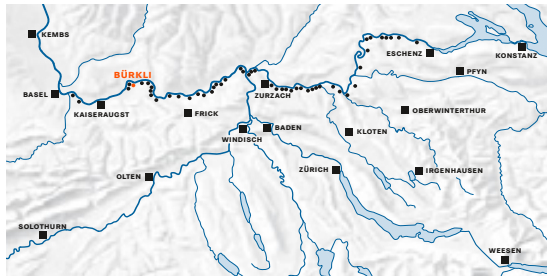 KEMBS
KONSTANZ
ESCHENZ
BÜRKLI
PFYN
BASEL
ZURZACH
KAISERAUGST
FRICK
OBERWINTERTHUR
BADEN
KLOTEN
WINDISCH
ZÜRICH
IRGENHAUSEN
OLTEN
SOLOTHURN
WEESEN